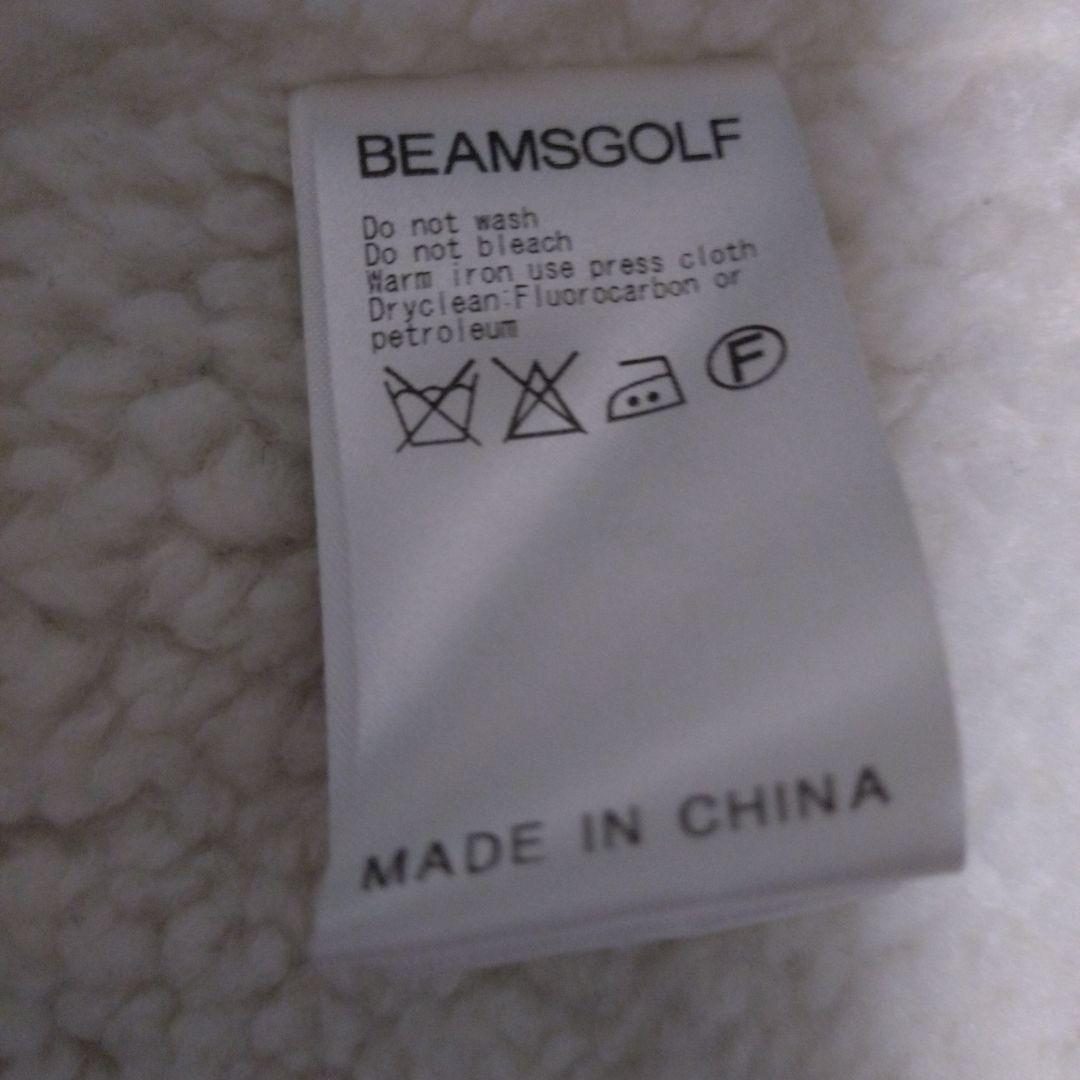 BEAMSGOLF
Do not wash
Do not bleach
Warm iron use press cloth
Dryclean:Fluorocarbon or
petroleum
F
MADE IN CHINA